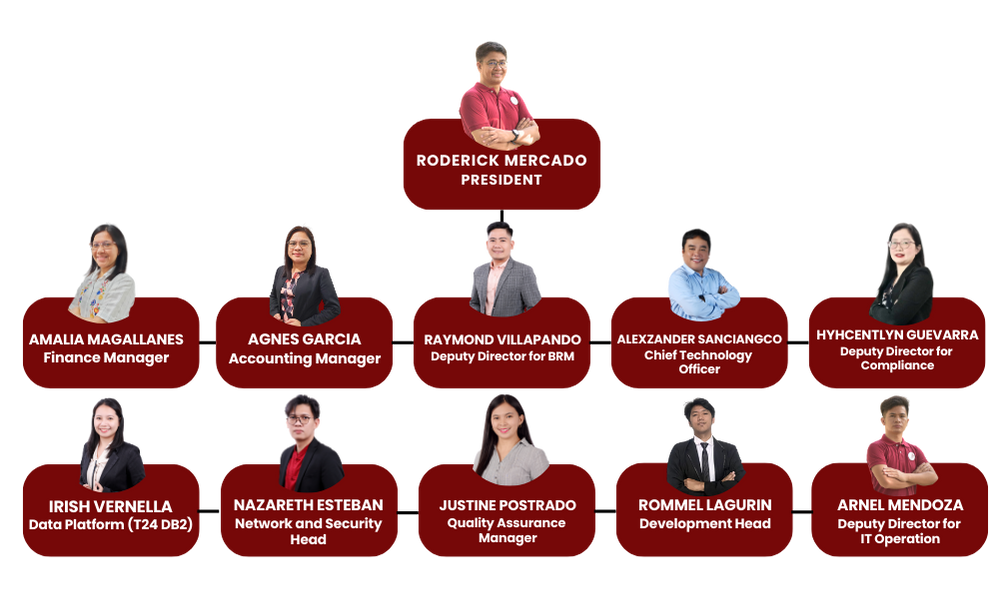 RODERICK MERCADO
PRESIDENT
AMALIA MAGALLANES
Finance Manager
AGNES GARCIA
Accounting Manager
RAYMOND VILLAPANDO
Deputy Director for BRM
ALEXZANDER SANCIANGCO
Chief Technology
Officer
HYHCENTLYN GUEVARRA
Deputy Director for
Compliance
IRISH VERNELLA
Data Platform (T24 DB2)
NAZARETH ESTEBAN
Network and Security
Head
JUSTINE POSTRADO
Quality Assurance
Manager
ROMMEL LAGURIN
Development Head
ARNEL MENDOZA
Deputy Director for
IT Operation